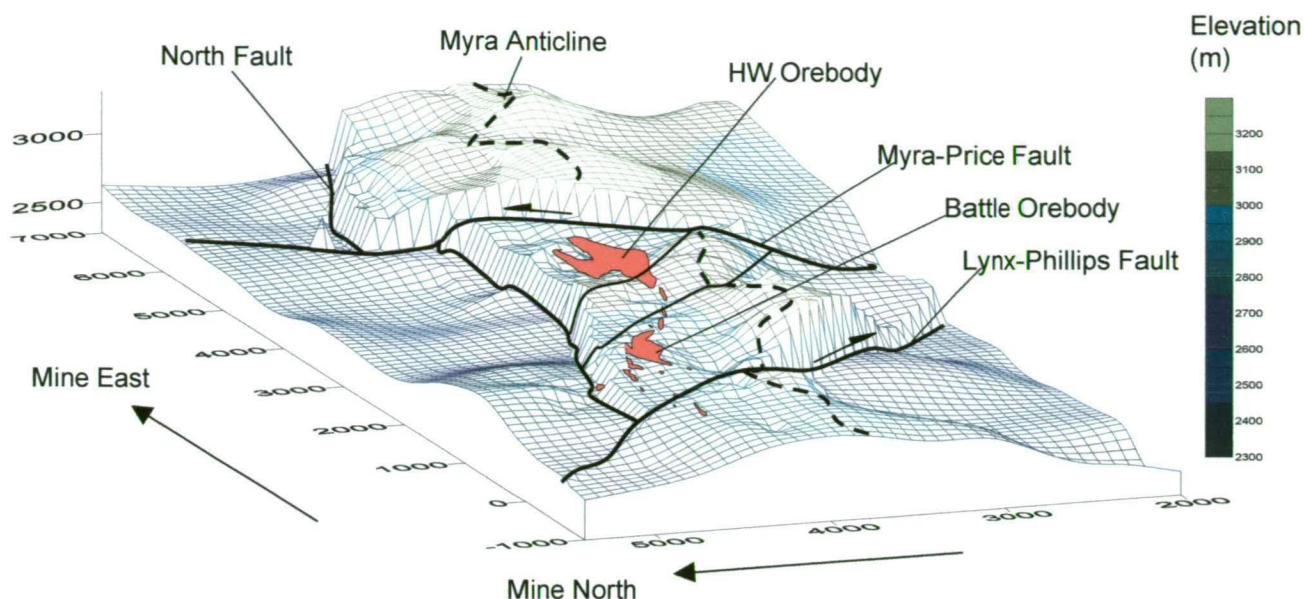 Elevation
(m)
Myra Anticline
North Fault
HW Orebody
Myra-Price Fault
Battle Orebody
Lynx-Phillips Fault
3000
2500
7000
6000
5000
4000
3000
2000
1000
0
-1000
5000
4000
3000
2000
3200
3100
3000
2900
2800
2700
2600
2500
2400
2300
Mine East
Mine North